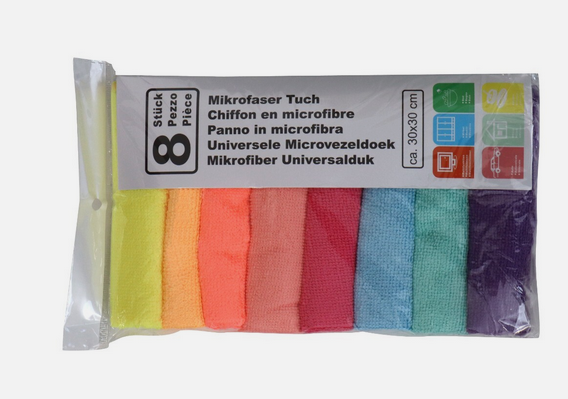 8
Stück
Pezzo
Pièce
Mikrofaser Tuch
Chiffon en microfibre
Panno in microfibra
Universele Microvezeldoek
Mikrofiber Universalduk
ca. 30x30 cm